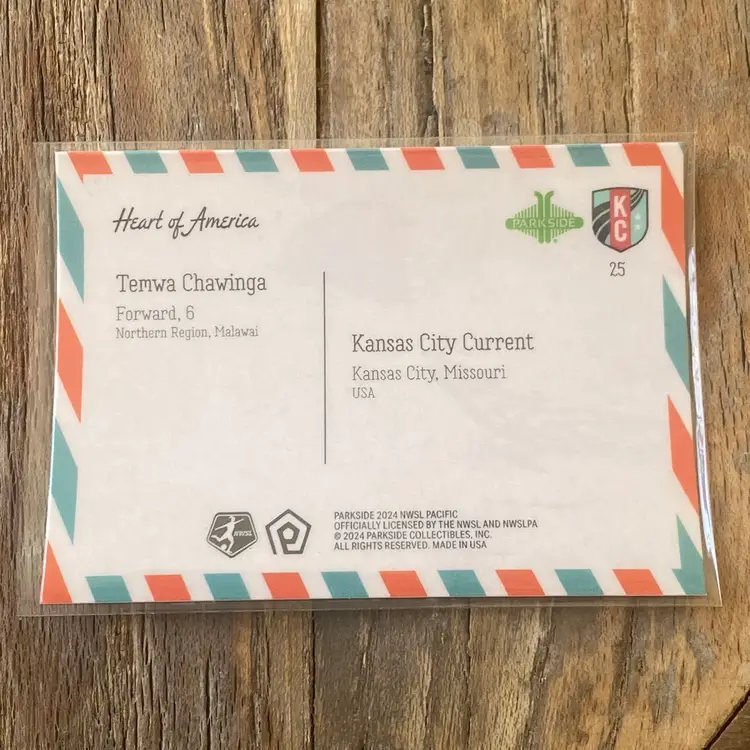 Heart of America
PARKSIDE
KC
25
Temwa Chawinga
Forward, 6
Northern Region, Malawai
Kansas City Current
Kansas City, Missouri
USA
NWSL
PARKSIDE 2024 NWSL PACIFIC
OFFICIALLY LICENSED BY THE NWSL AND NWSLPA
© 2024 PARKSIDE COLLECTIBLES, INC.
ALL RIGHTS RESERVED. MADE IN USA